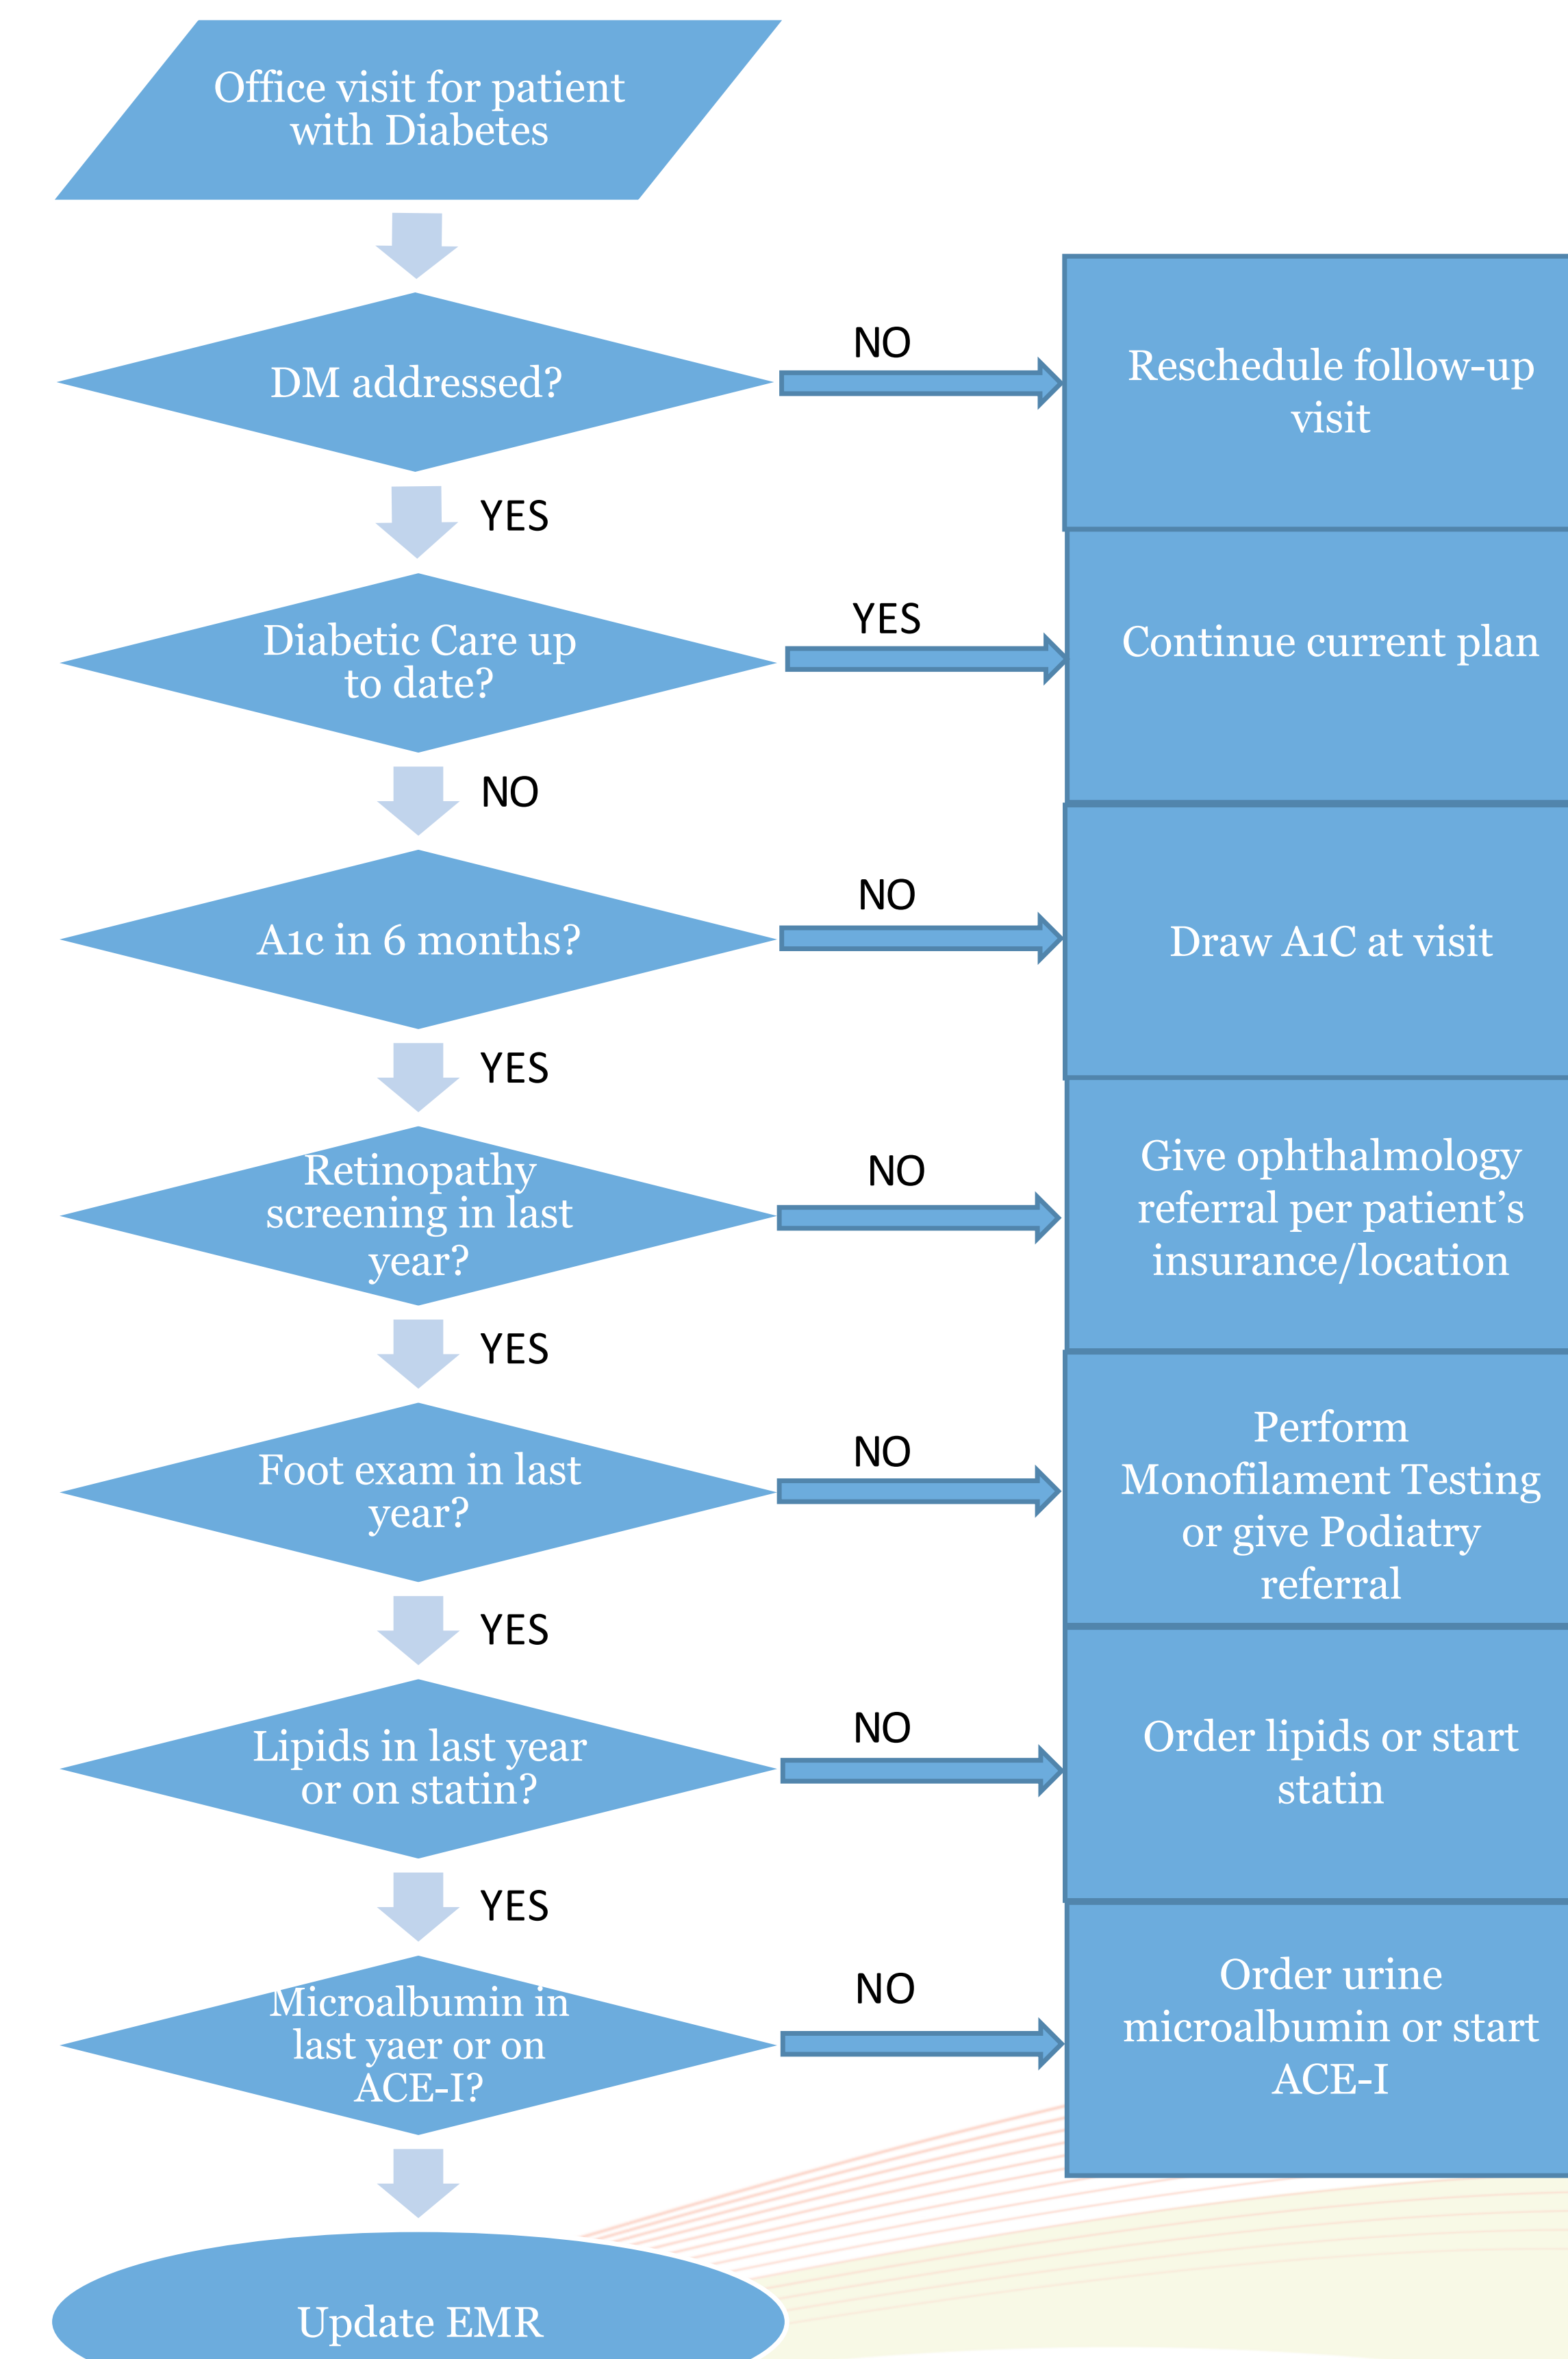 Office visit for patient
with Diabetes
DM addressed?
NO
Reschedule follow-up
visit
YES
Diabetic Care up
to date?
YES
Continue current plan
NO
A1c in 6 months?
NO
Draw A1C at visit
YES
Retinopathy
screening in last
year?
NO
Give ophthalmology
referral per patient’s
insurance/location
YES
Foot exam in last
year?
NO
Perform
Monofilament Testing
or give Podiatry
referral
YES
Lipids in last year
or on statin?
NO
Order lipids or start
statin
YES
Microalbumin in
last yaer or on
ACE-I?
NO
Order urine
microalbumin or start
ACE-I
Update EMR